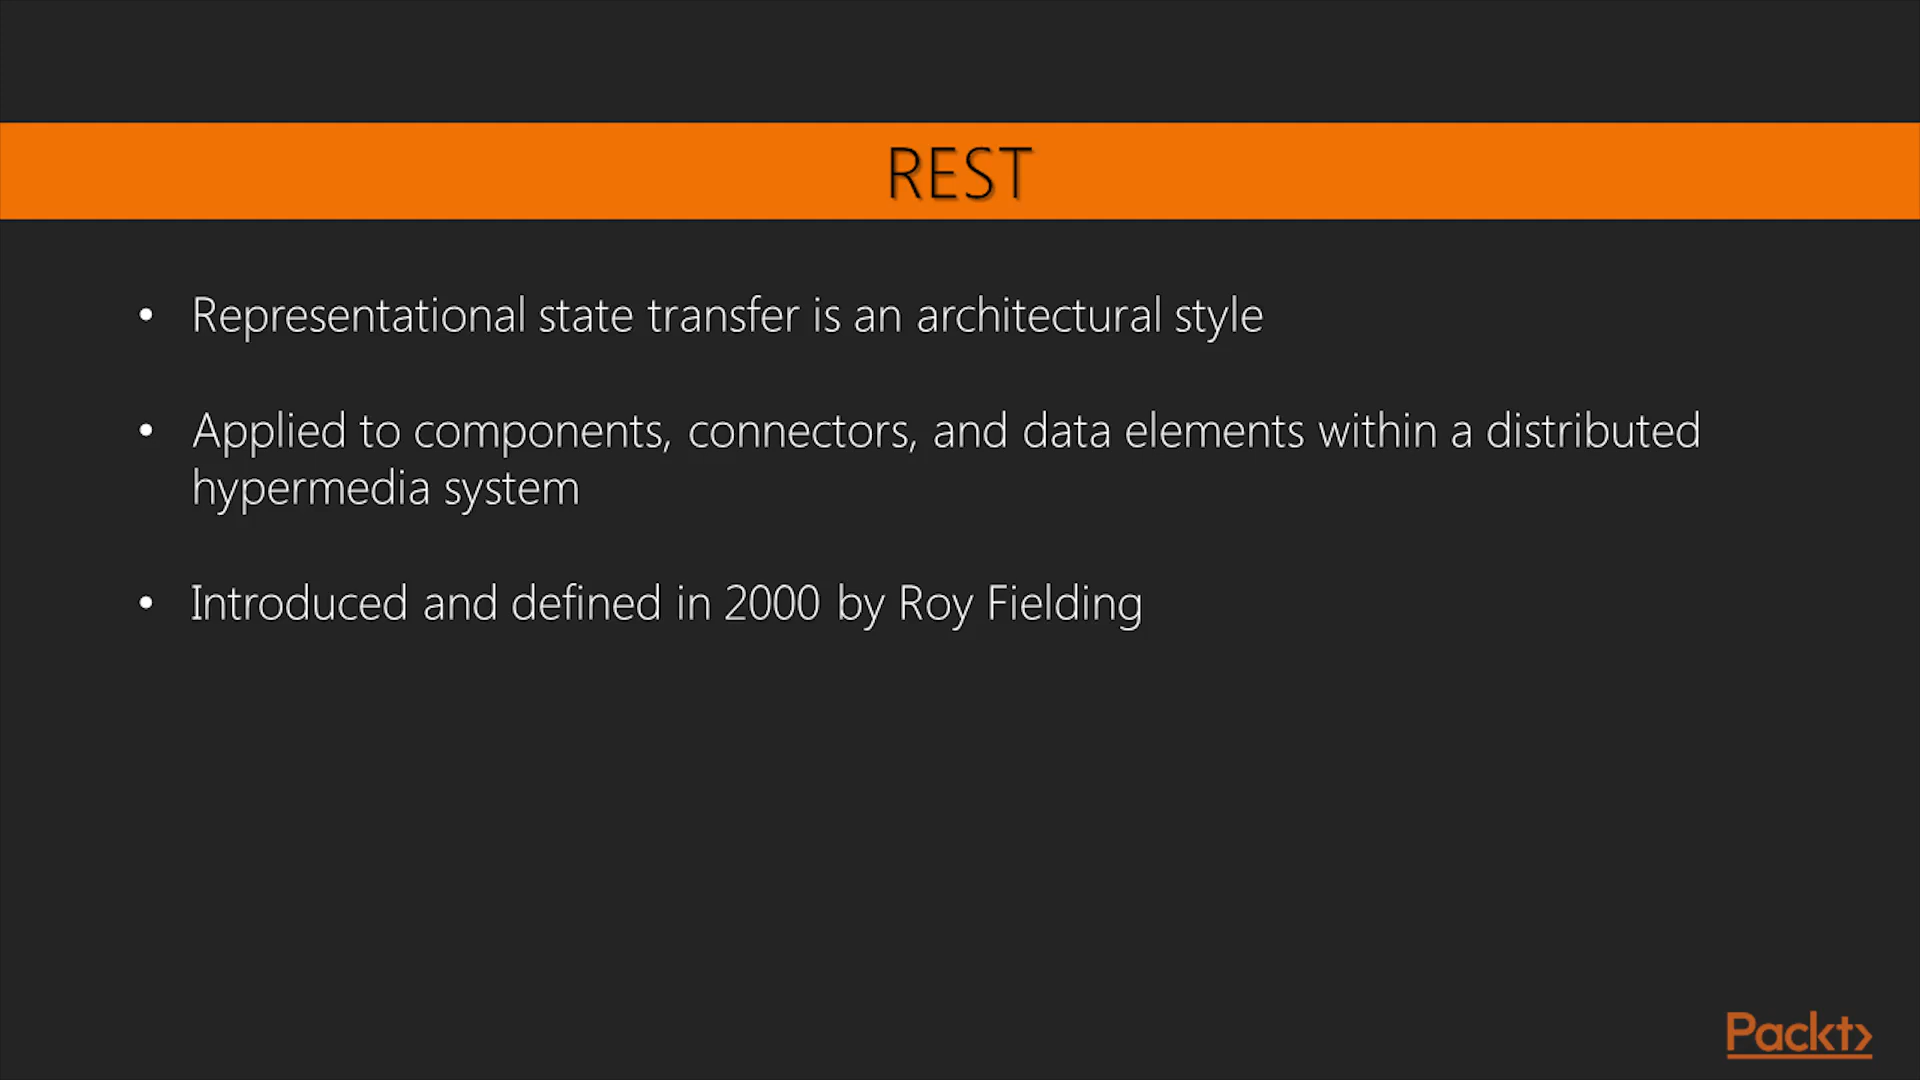 REST
• Representational state transfer is an architectural style
• Applied to components, connectors, and data elements within a distributed
hypermedia system
• Introduced and defined in 2000 by Roy Fielding
Packt>